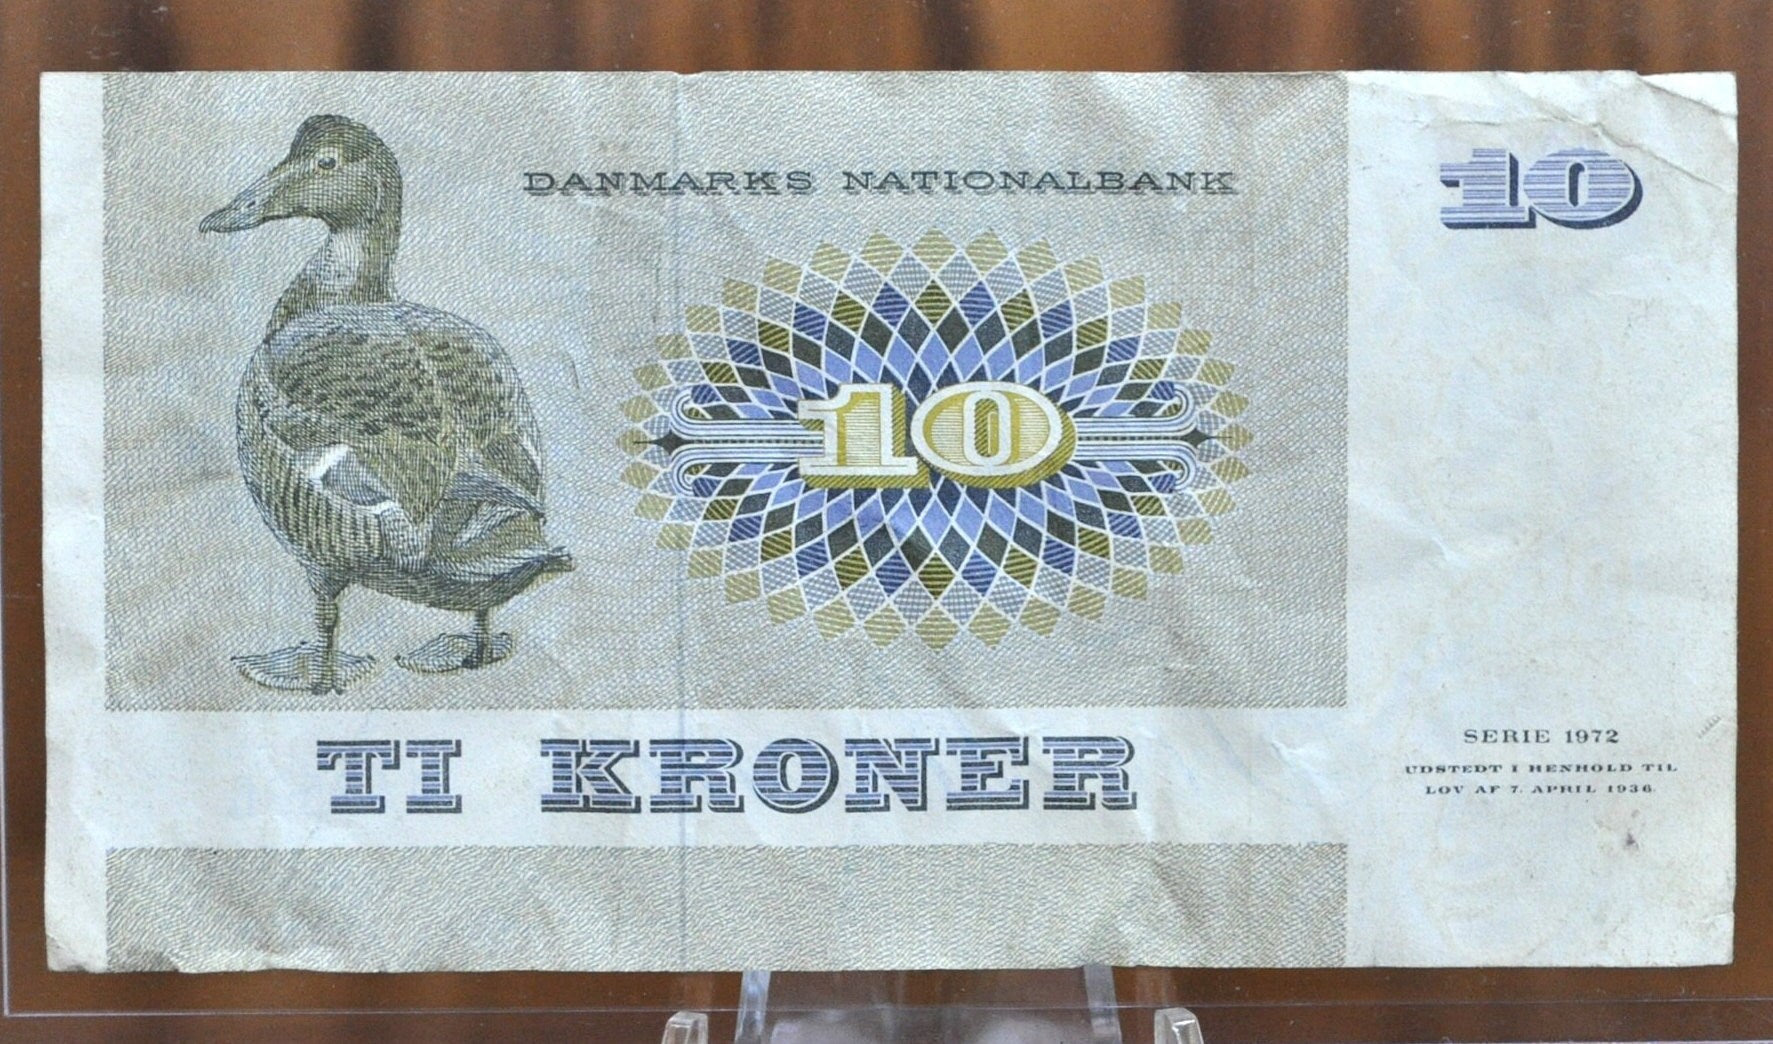 DANMARKS NATIONALBANK
10
10
TI KRONER
SERIE 1972
UDSTEDT I HENHOLD TIL
LOV AF 7. APRIL 1936.